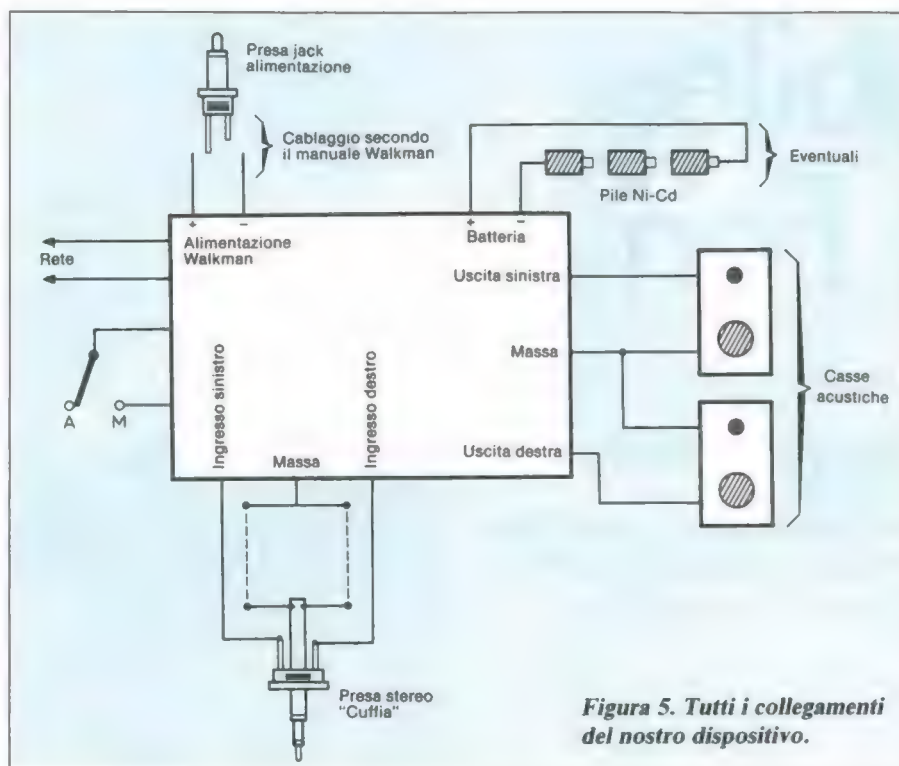 Presa jack
alimentazione
Cablaggio secondo
il manuale Walkman
Eventuali
Pile Ni-Cd
+
−
Alimentazione
Walkman
+
−
Batteria
Rete
Uscita sinistra
Massa
Uscita destra
Casse
acustiche
A
M
Ingresso sinistro
Massa
Ingresso destro
Presa stereo
"Cuffia"
Figura 5. Tutti i collegamenti
del nostro dispositivo.